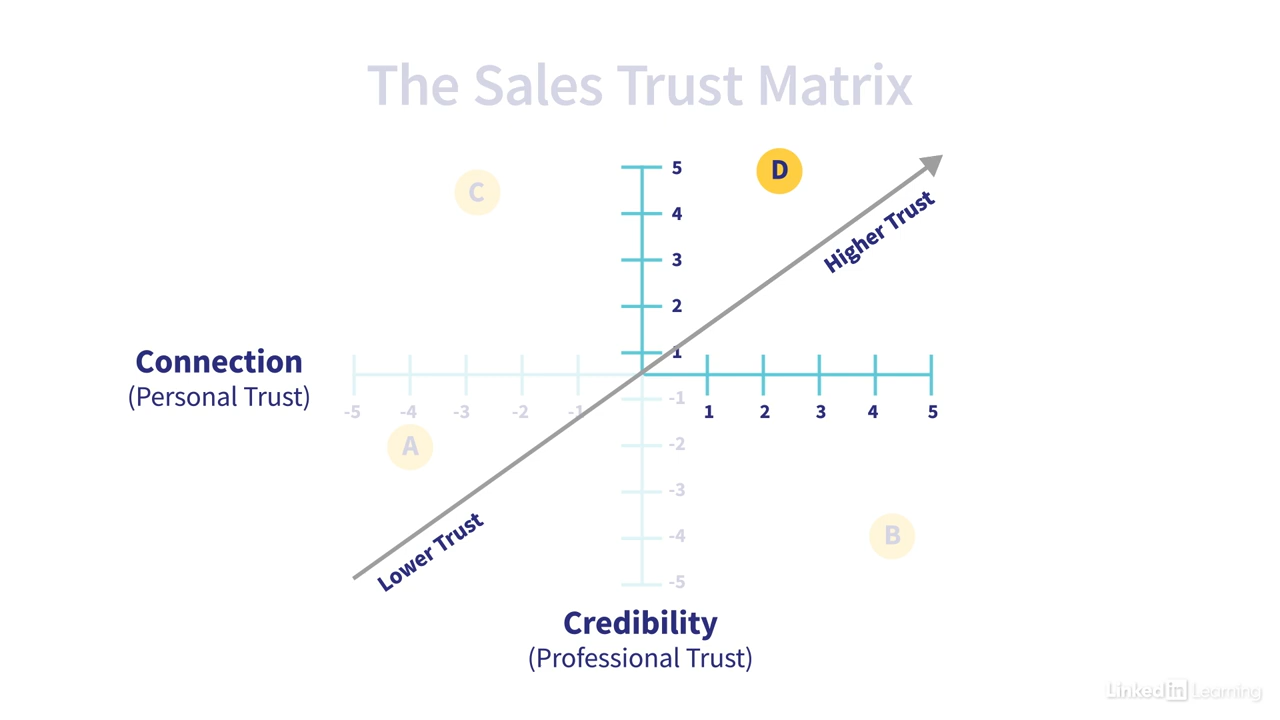 The Sales Trust Matrix
C
D
5
4
3
2
1
Higher Trust
Connection
(Personal Trust)
-5 -4 -3 -2 -1
1 2 3 4 5
-1
-2
-3
-4
-5
A
B
Lower Trust
Credibility
(Professional Trust)
Linked in Learning